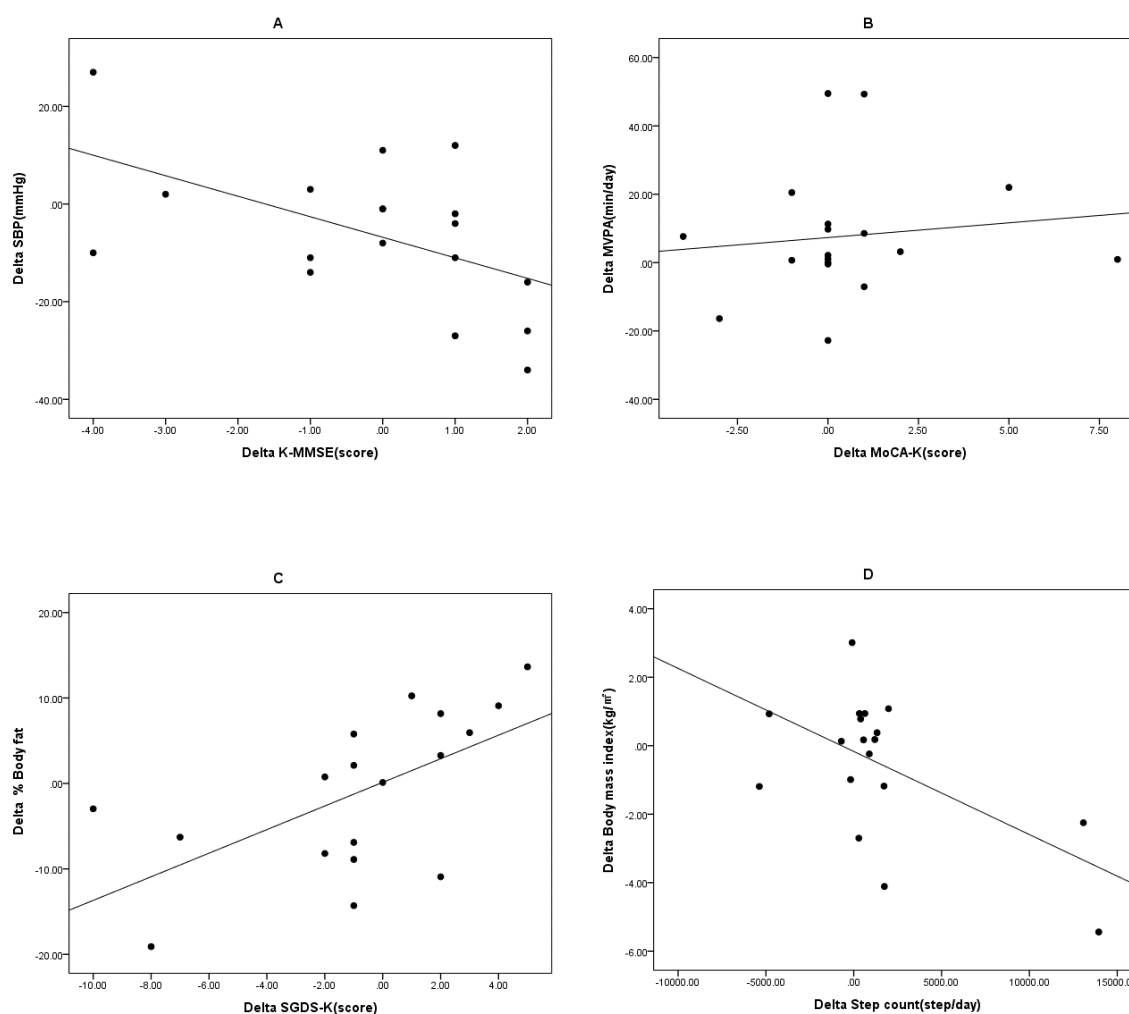 A
Delta SBP(mmHg)
20.00
.00
-20.00
-40.00
-4.00 -3.00 -2.00 -1.00 .00 1.00 2.00
Delta K-MMSE(score)
B
Delta MVPA(min/day)
60.00
40.00
20.00
.00
-20.00
-40.00
-2.50 .00 2.50 5.00 7.50
Delta MoCA-K(score)
C
Delta % Body fat
20.00
10.00
.00
-10.00
-20.00
-10.00 -8.00 -6.00 -4.00 -2.00 .00 2.00 4.00
Delta SGDS-K(score)
D
Delta Body mass index(kg/㎡)
4.00
2.00
.00
-2.00
-4.00
-6.00
-10000.00 -5000.00 .00 5000.00 10000.00 15000.00
Delta Step count(step/day)